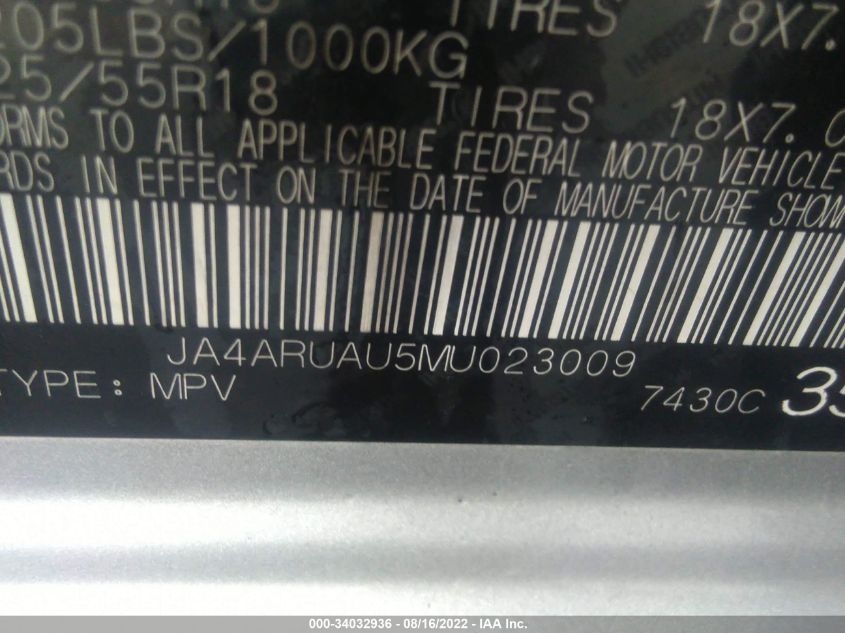 TIRES 18X7.
205LBS/1000KG
25/55R18 TIRES 18X7.
ORMS TO ALL APPLICABLE FEDERAL MOTOR VEHICLE
RDS IN EFFECT ON THE DATE OF MANUFACTURE SHOW
JA4ARUAU5MU023009
TYPE: MPV 7430C 35
000-34032936 - 08/16/2022 - IAA Inc.